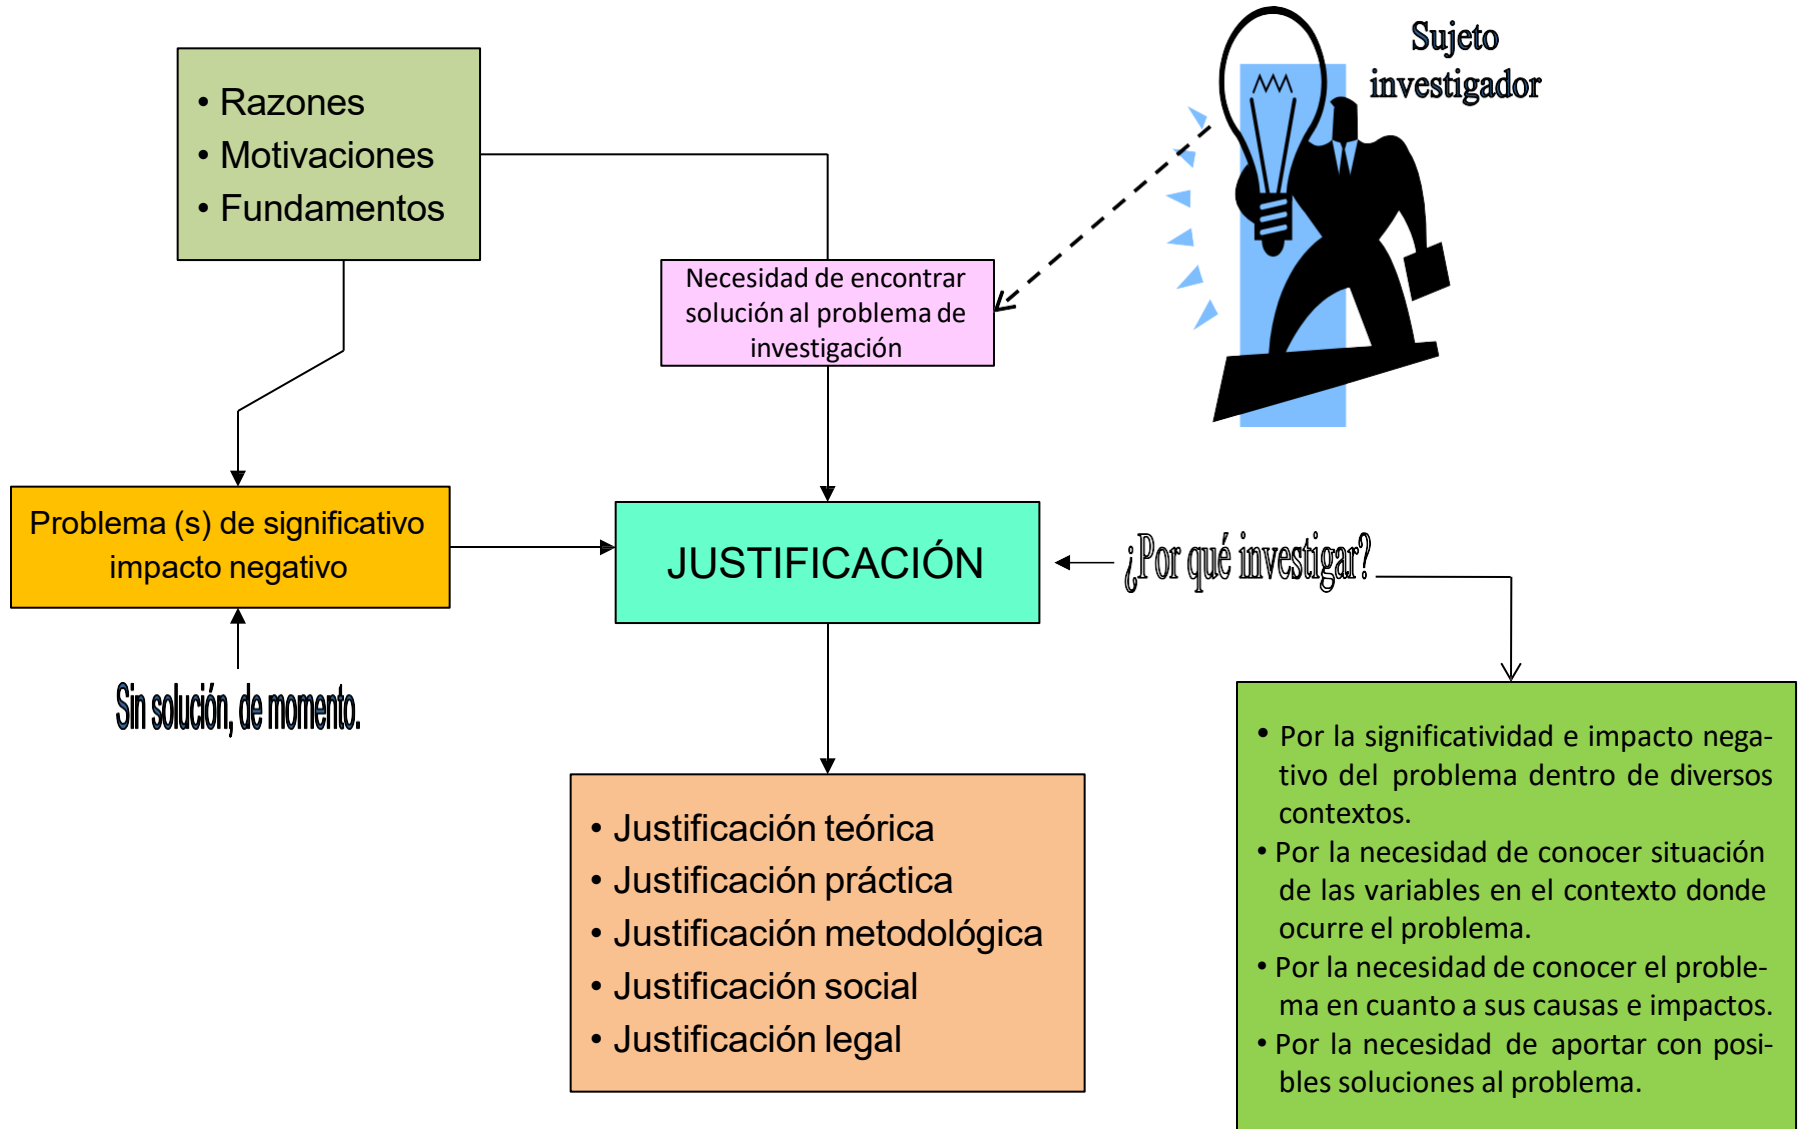 Sujeto
investigador
• Razones
• Motivaciones
• Fundamentos
Necesidad de encontrar
solución al problema de
investigación
Problema (s) de significativo
impacto negativo
JUSTIFICACIÓN
¿Por qué investigar?
Sin solución, de momento.
• Justificación teórica
• Justificación práctica
• Justificación metodológica
• Justificación social
• Justificación legal
• Por la significatividad e impacto nega-
tivo del problema dentro de diversos
contextos.
• Por la necesidad de conocer situación
de las variables en el contexto donde
ocurre el problema.
• Por la necesidad de conocer el proble-
ma en cuanto a sus causas e impactos.
• Por la necesidad de aportar con posi-
bles soluciones al problema.